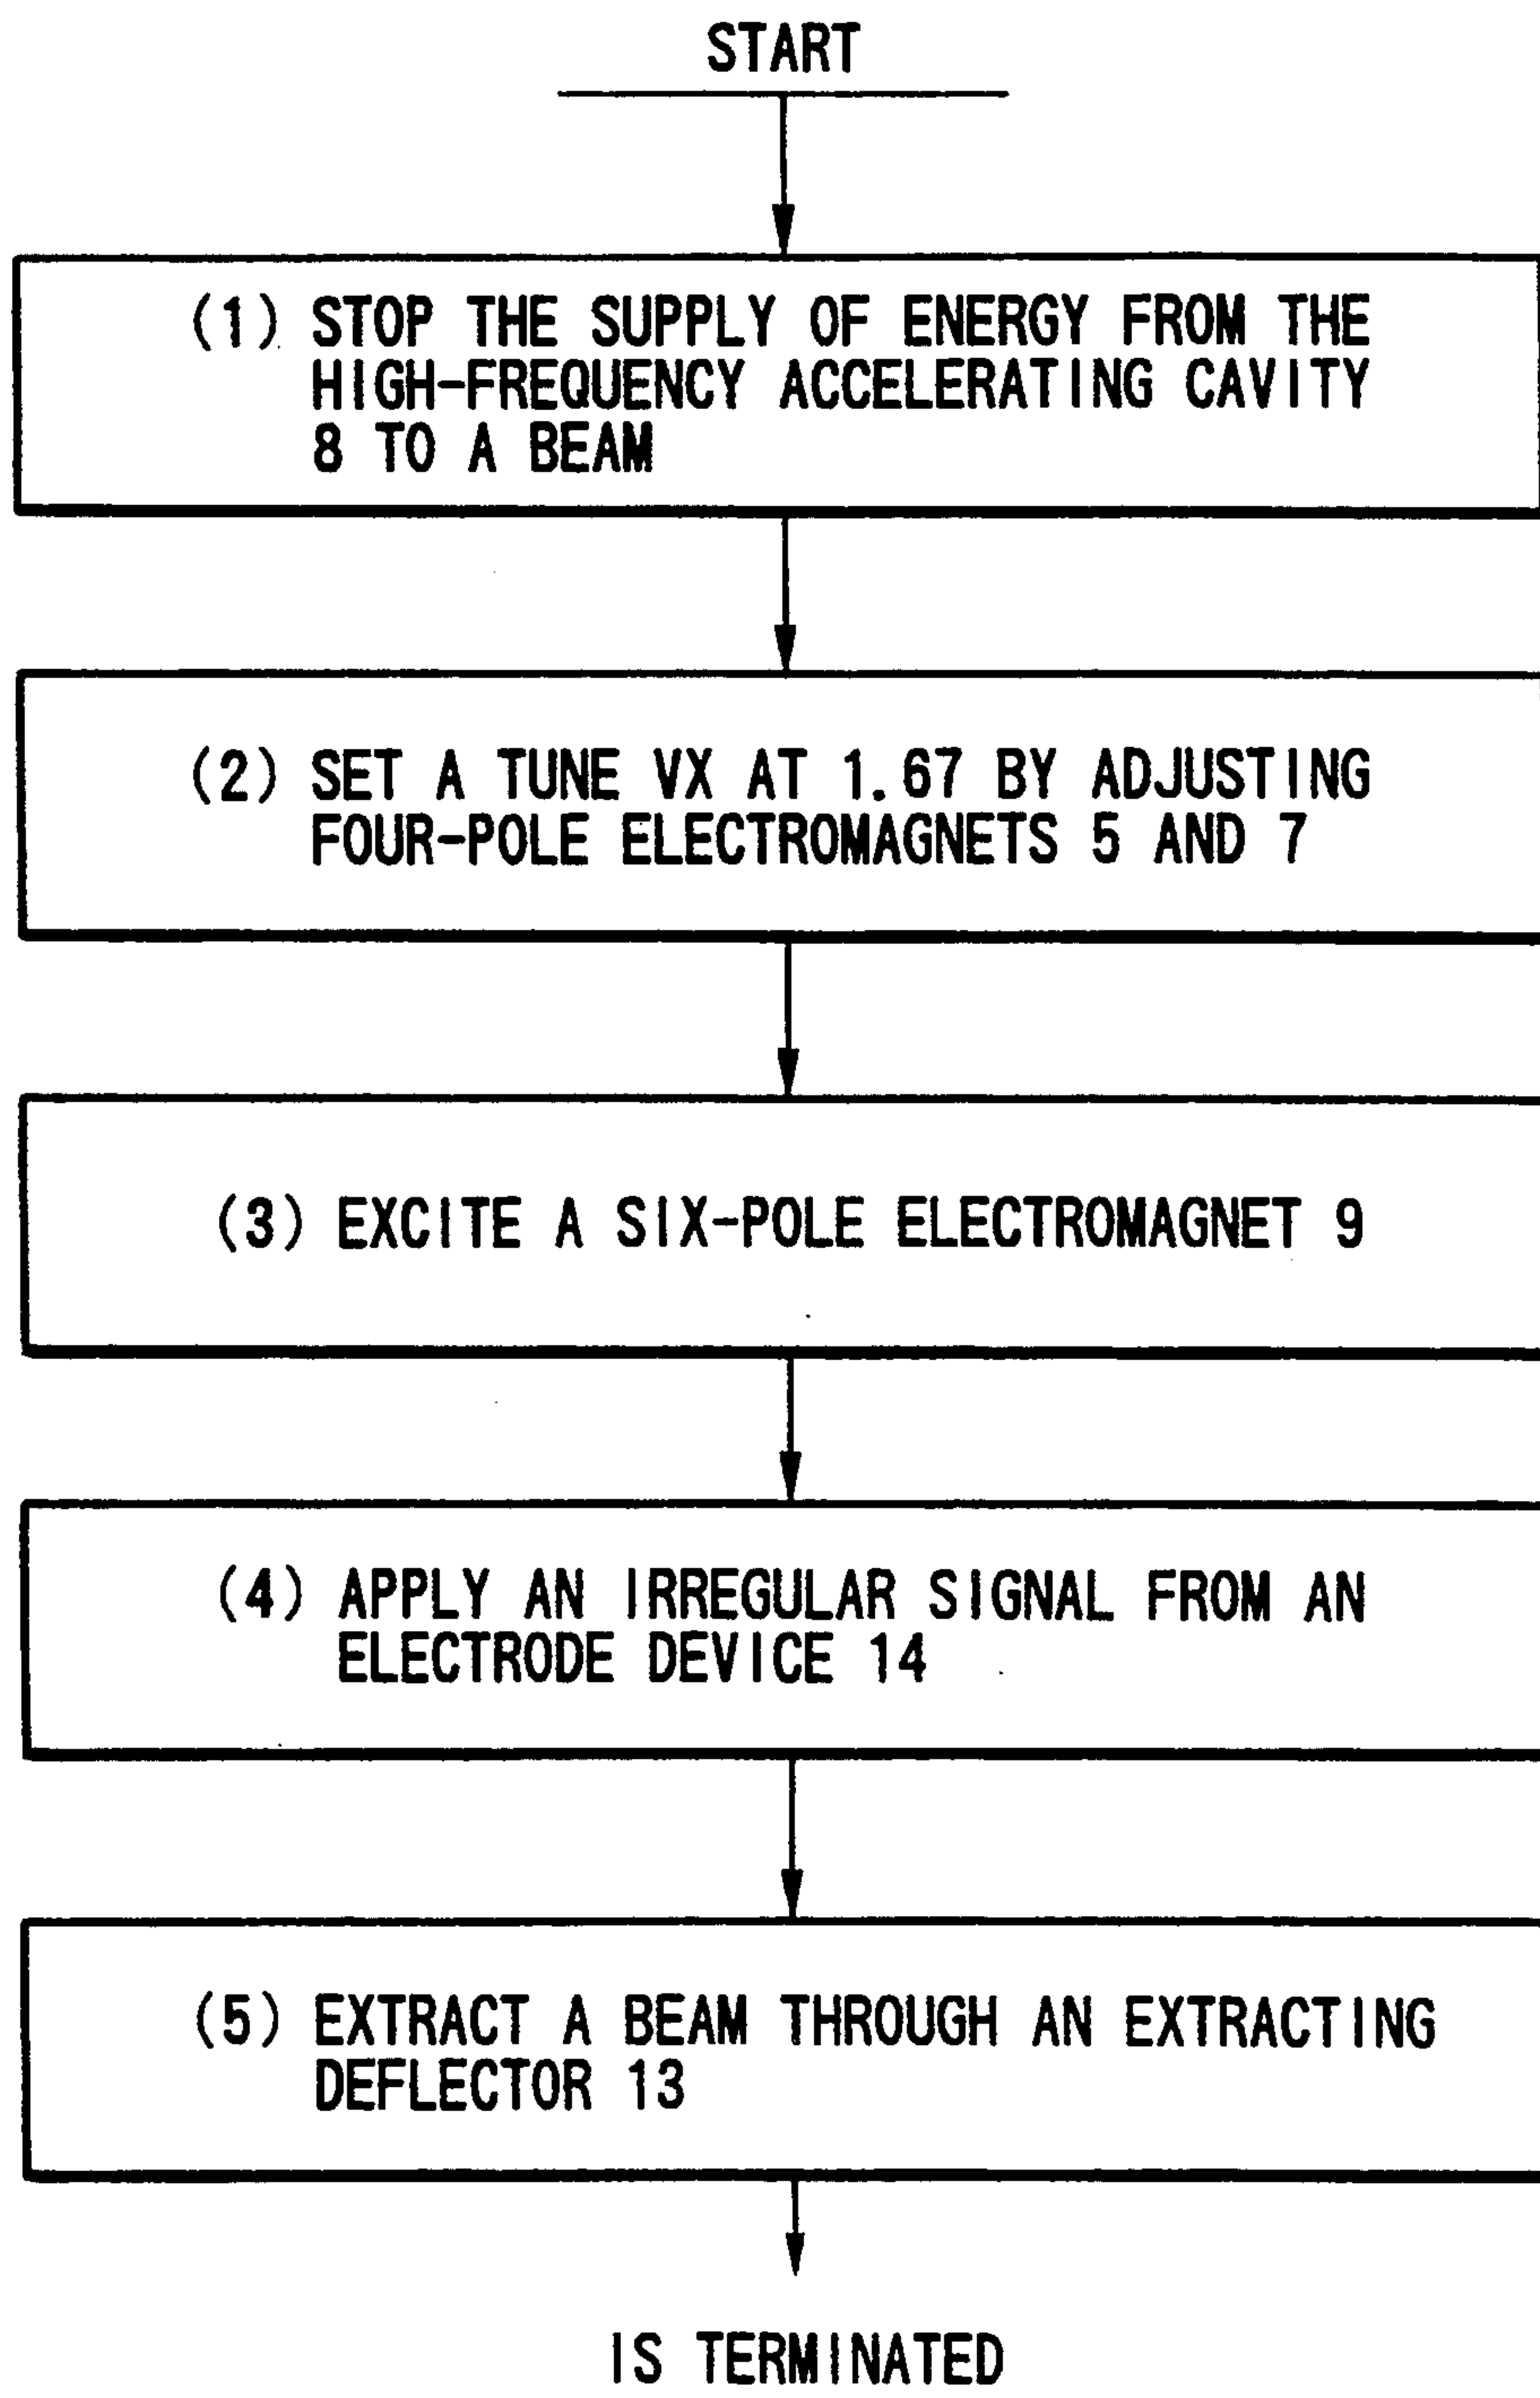 START
(1) STOP THE SUPPLY OF ENERGY FROM THE
HIGH-FREQUENCY ACCELERATING CAVITY
8 TO A BEAM
(2) SET A TUNE VX AT 1.67 BY ADJUSTING
FOUR-POLE ELECTROMAGNETS 5 AND 7
(3) EXCITE A SIX-POLE ELECTROMAGNET 9
(4) APPLY AN IRREGULAR SIGNAL FROM AN
ELECTRODE DEVICE 14
(5) EXTRACT A BEAM THROUGH AN EXTRACTING
DEFLECTOR 13
IS TERMINATED